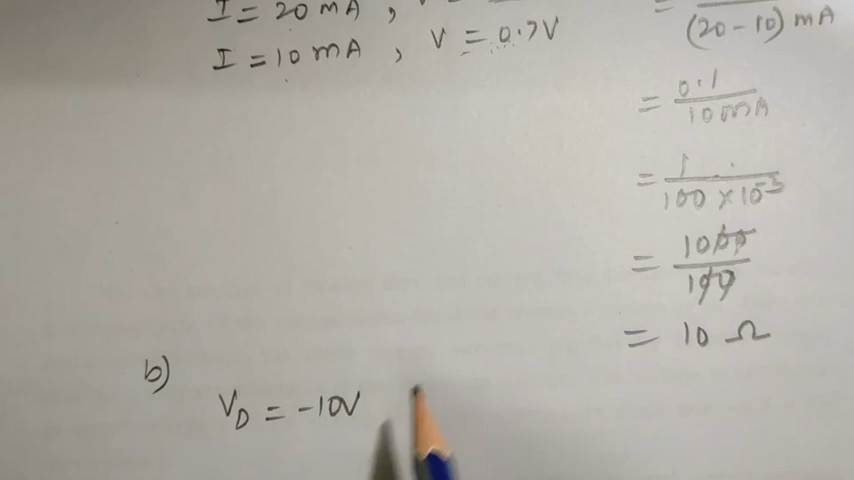 I = 20 mA ,
I = 10 mA , V = 0.7V
= 
(20 - 10) mA
= 0.1 / 10 mA
= 1 / 100 × 10⁻³
= 1000 / 100
= 10 Ω
b)
V_D = -10V